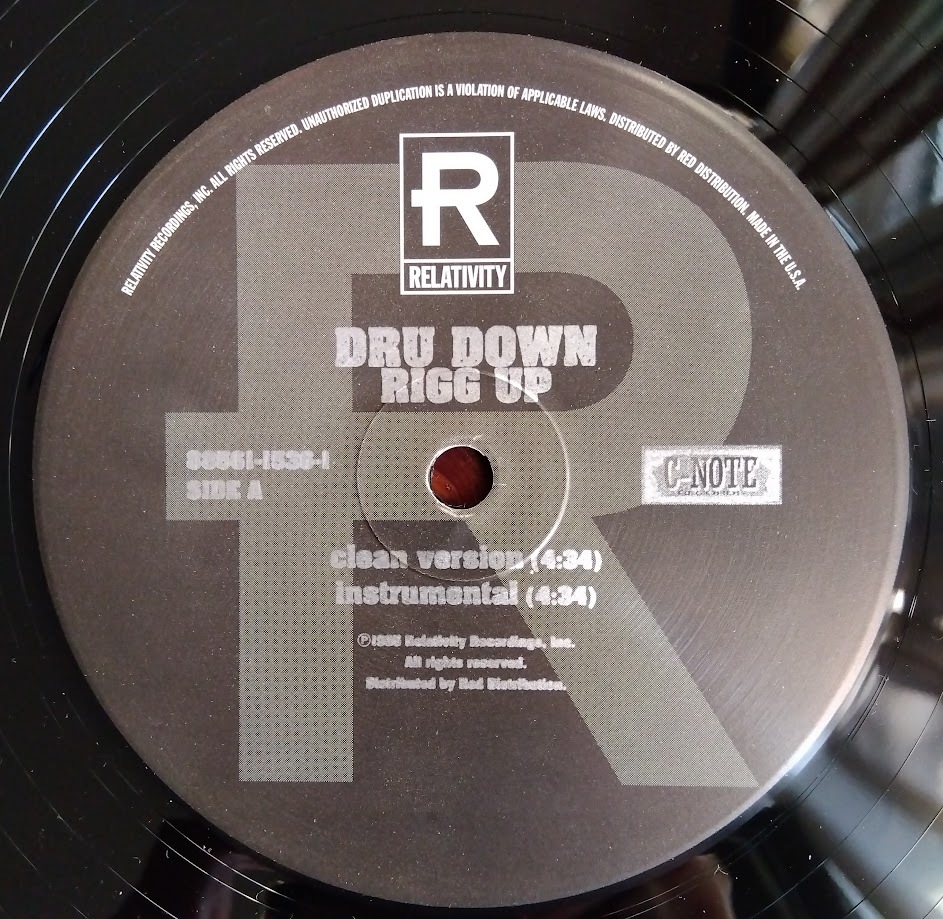 RELATIVITY RECORDINGS, INC. ALL RIGHTS RESERVED. UNAUTHORIZED DUPLICATION IS A VIOLATION OF APPLICABLE LAWS. DISTRIBUTED BY RED DISTRIBUTION. MADE IN THE U.S.A.
R
RELATIVITY
DRU DOWN
RIGG UP
SIDE A
C-NOTE
RECORDS
clean version (4:34)
instrumental (4:34)
Relativity Recordings, Inc.
All rights reserved.
Distributed by Red Distribution.